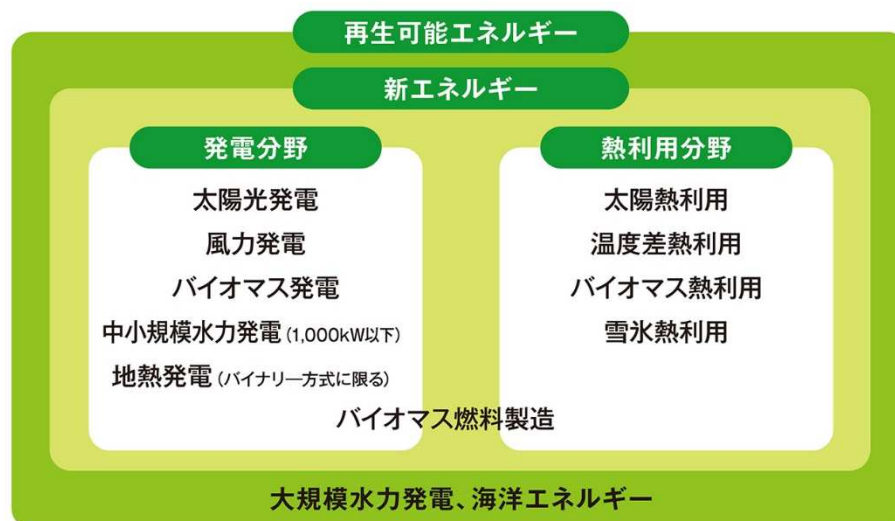 再生可能エネルギー
新エネルギー
発電分野
太陽光発電
風力発電
バイオマス発電
中小規模水力発電(1,000kW以下)
地熱発電(バイナリー方式に限る)
熱利用分野
太陽熱利用
温度差熱利用
バイオマス熱利用
雪氷熱利用
バイオマス燃料製造
大規模水力発電、海洋エネルギー